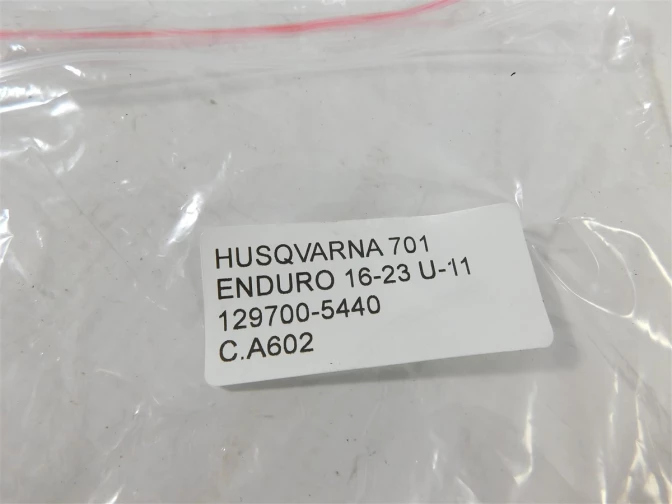 HUSQVARNA 701
ENDURO 16-23 U-11
129700-5440
C.A602